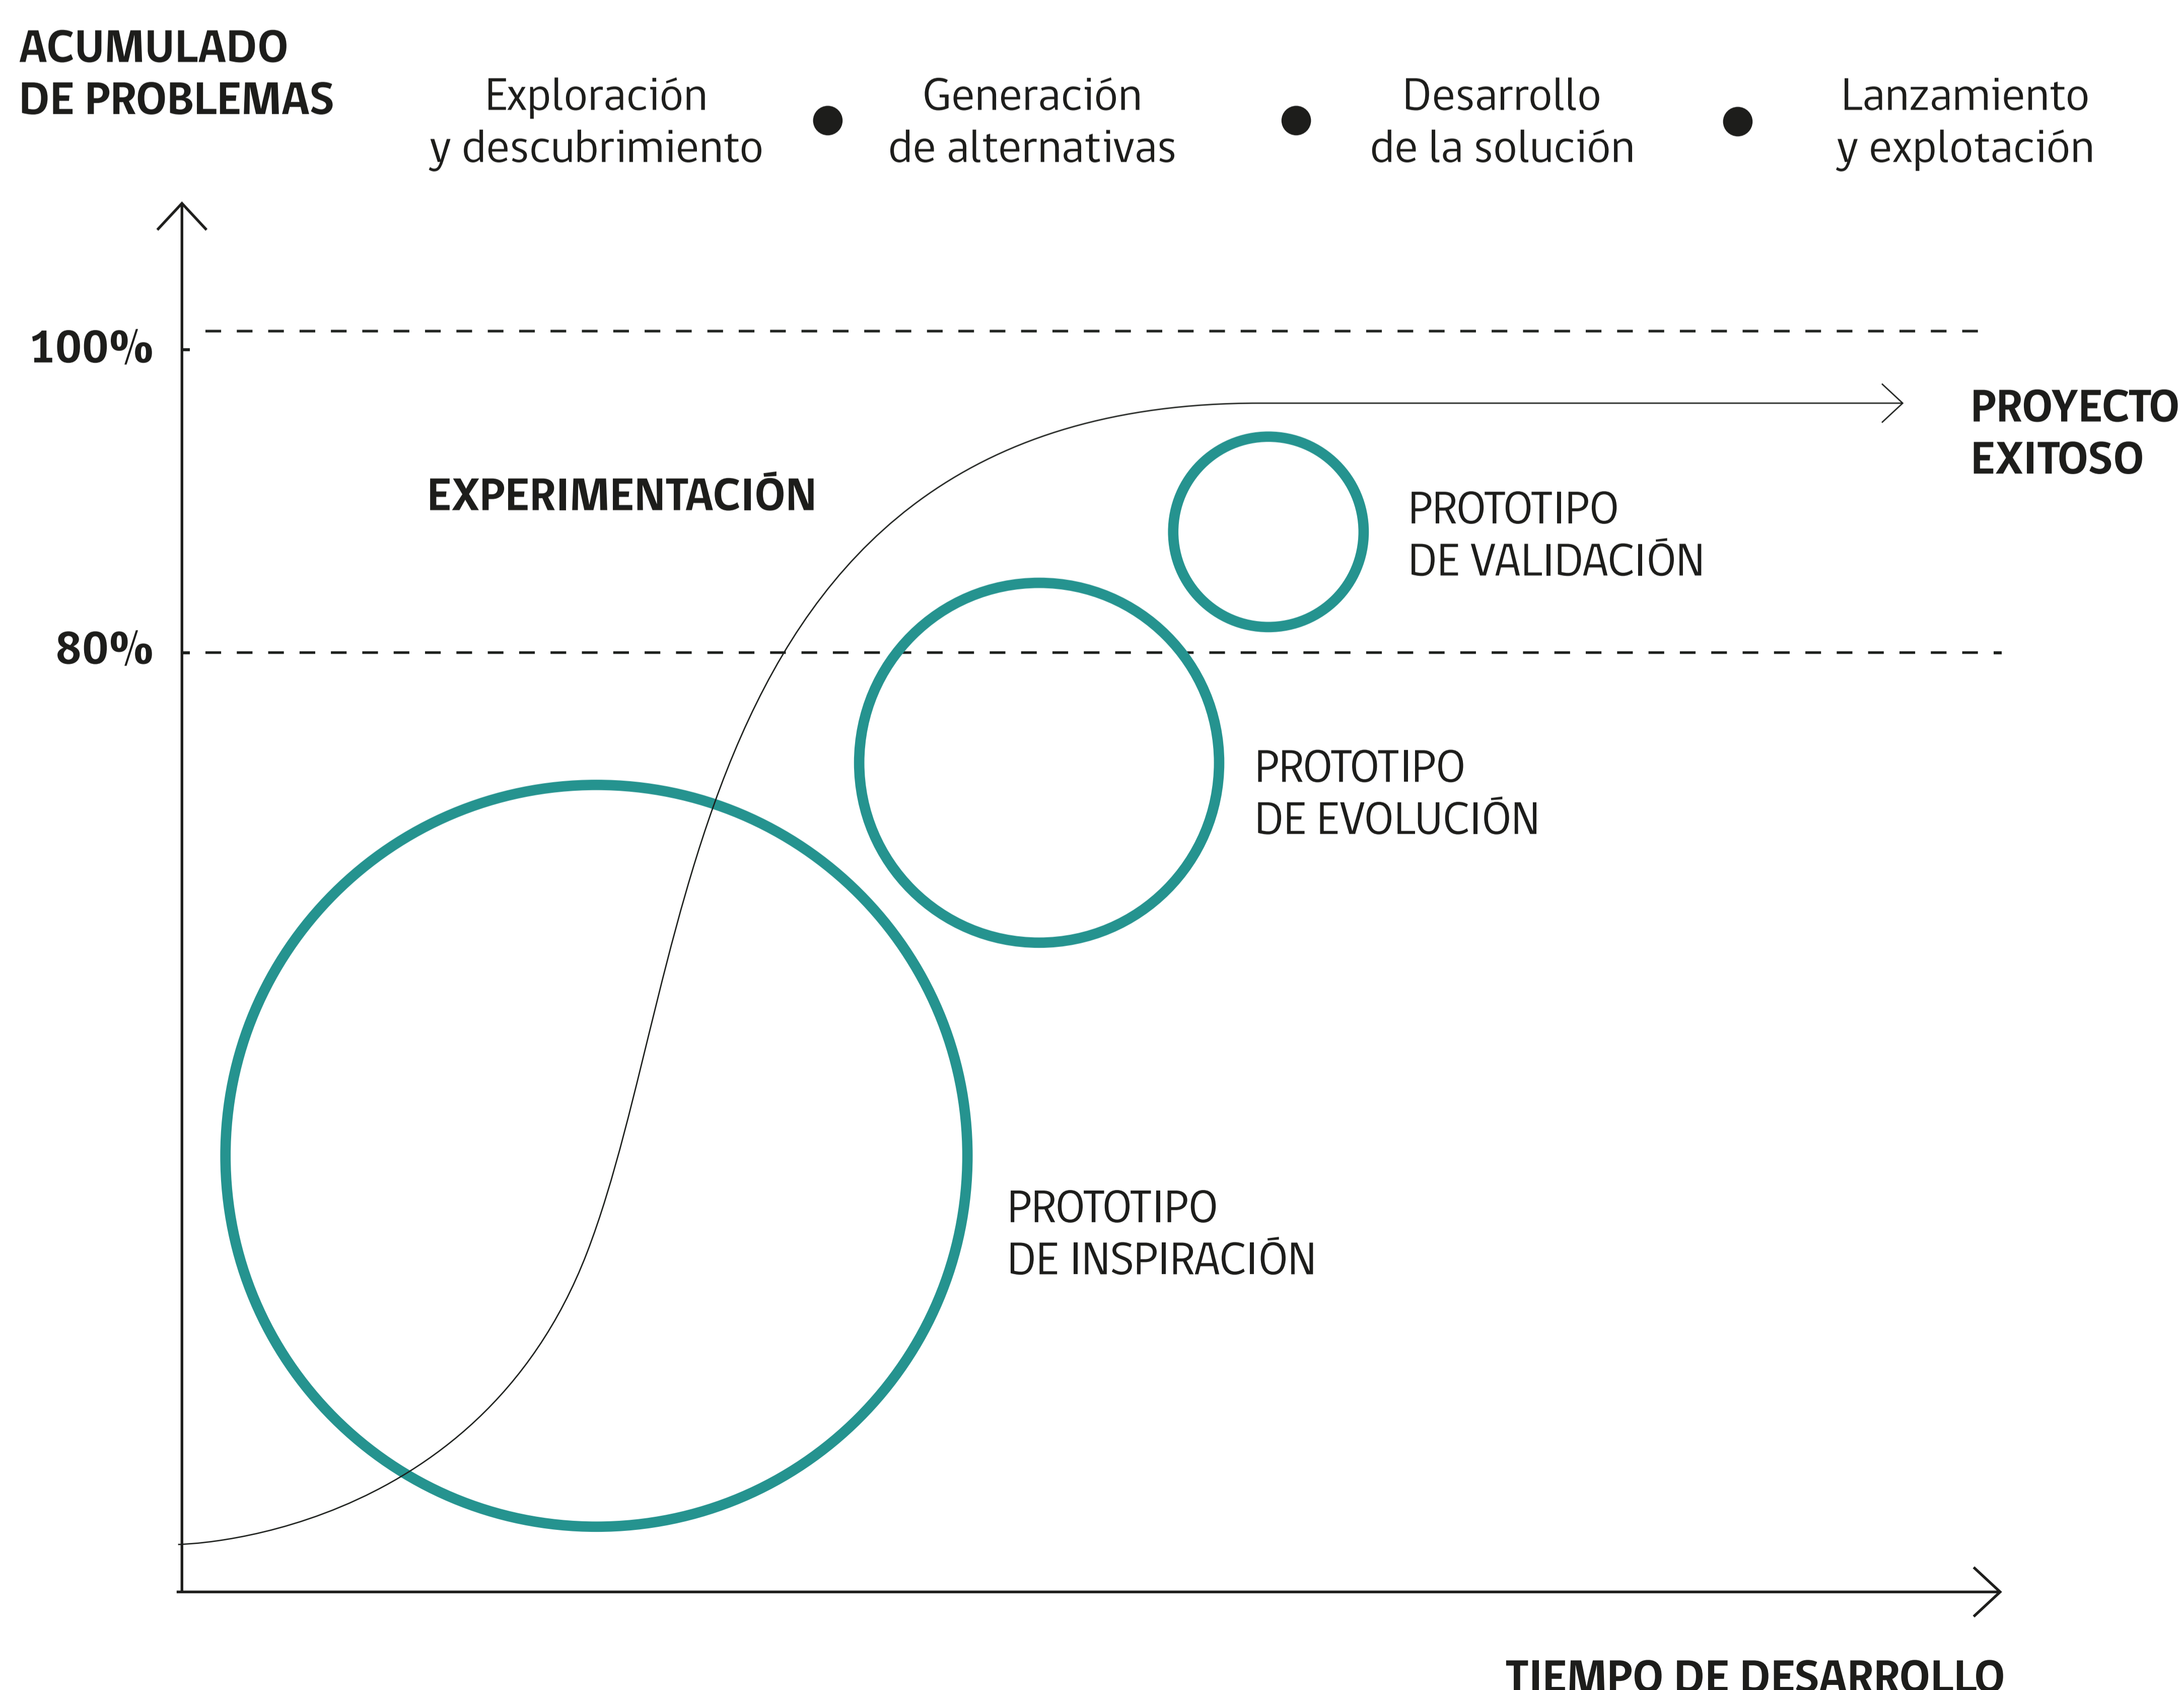 ACUMULADO
DE PROBLEMAS
Exploración
y descubrimiento
Generación
de alternativas
Desarrollo
de la solución
Lanzamiento
y explotación
100%
PROYECTO
EXITOSO
EXPERIMENTACIÓN
PROTOTIPO
DE VALIDACIÓN
80%
PROTOTIPO
DE EVOLUCIÓN
PROTOTIPO
DE INSPIRACIÓN
TIEMPO DE DESARROLLO